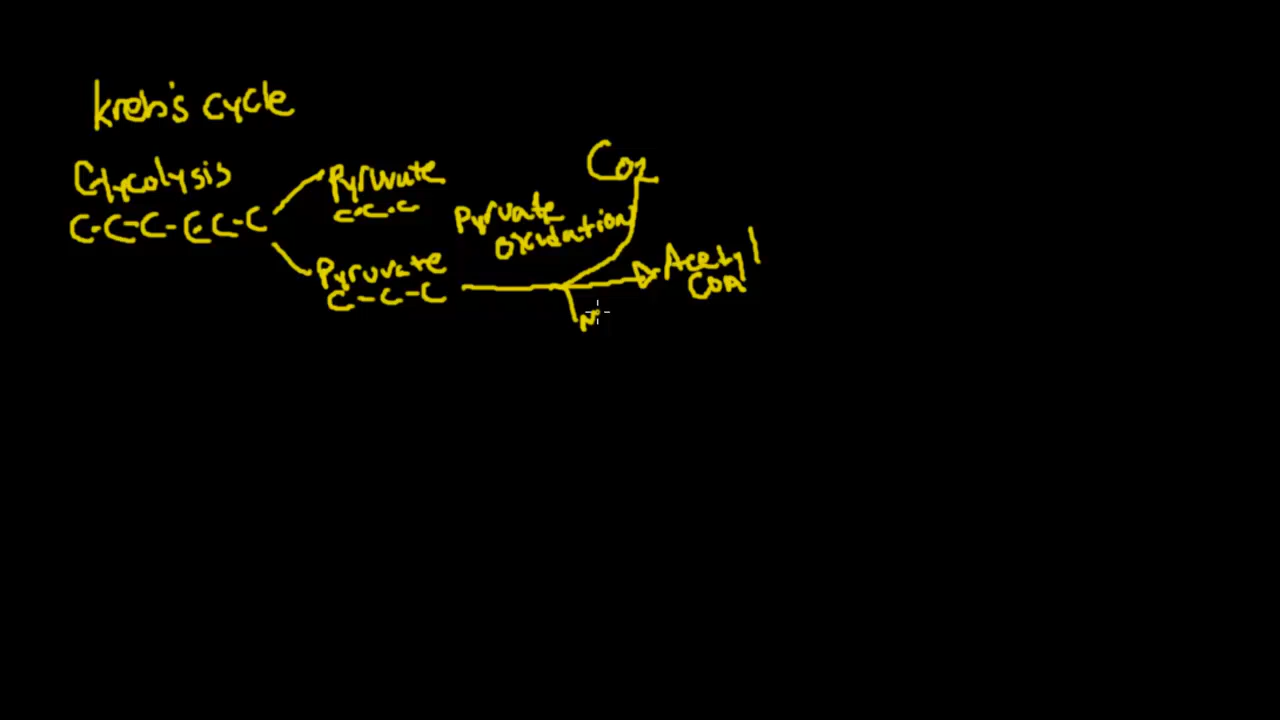 Kreb's cycle
Glycolysis
C-C-C-C-C-C
Pyruvate
C-C-C
Pyruvate
C-C-C
Pyruvate
oxidation
CO2
Acetyl
COA
N